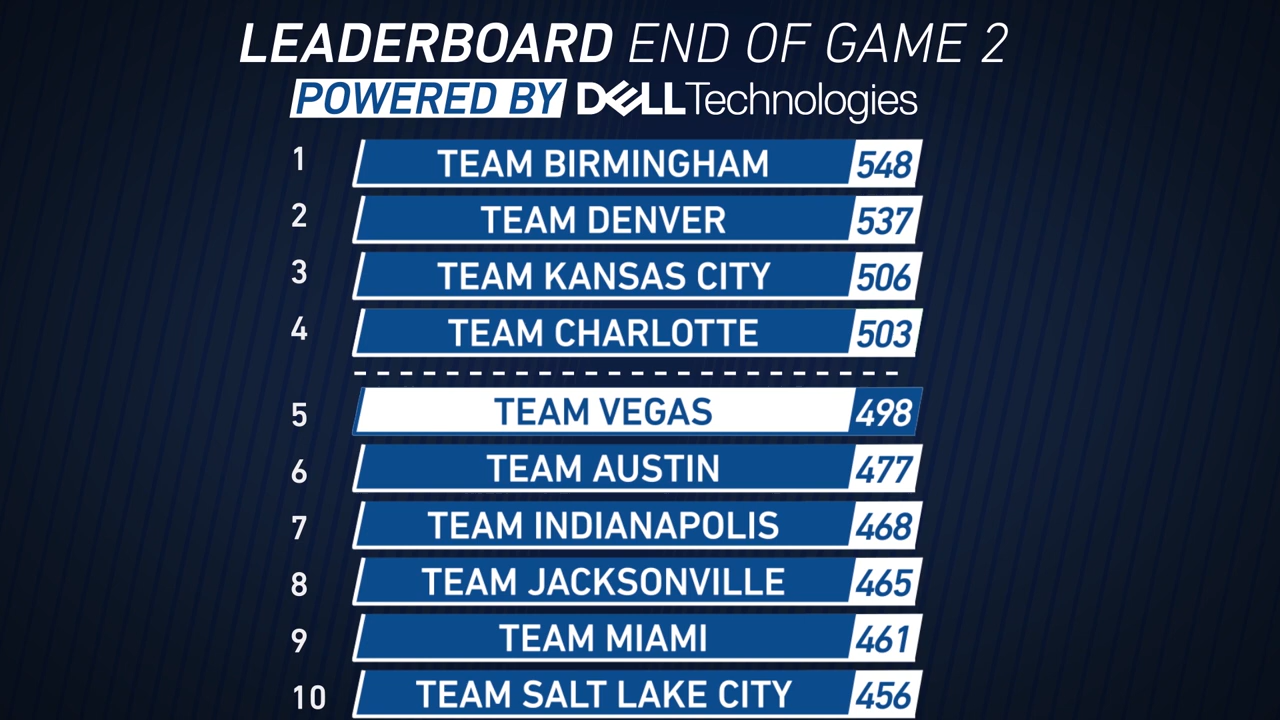 LEADERBOARD END OF GAME 2
POWERED BY DELL Technologies
1 TEAM BIRMINGHAM 548
2 TEAM DENVER 537
3 TEAM KANSAS CITY 506
4 TEAM CHARLOTTE 503
5 TEAM VEGAS 498
6 TEAM AUSTIN 477
7 TEAM INDIANAPOLIS 468
8 TEAM JACKSONVILLE 465
9 TEAM MIAMI 461
10 TEAM SALT LAKE CITY 456